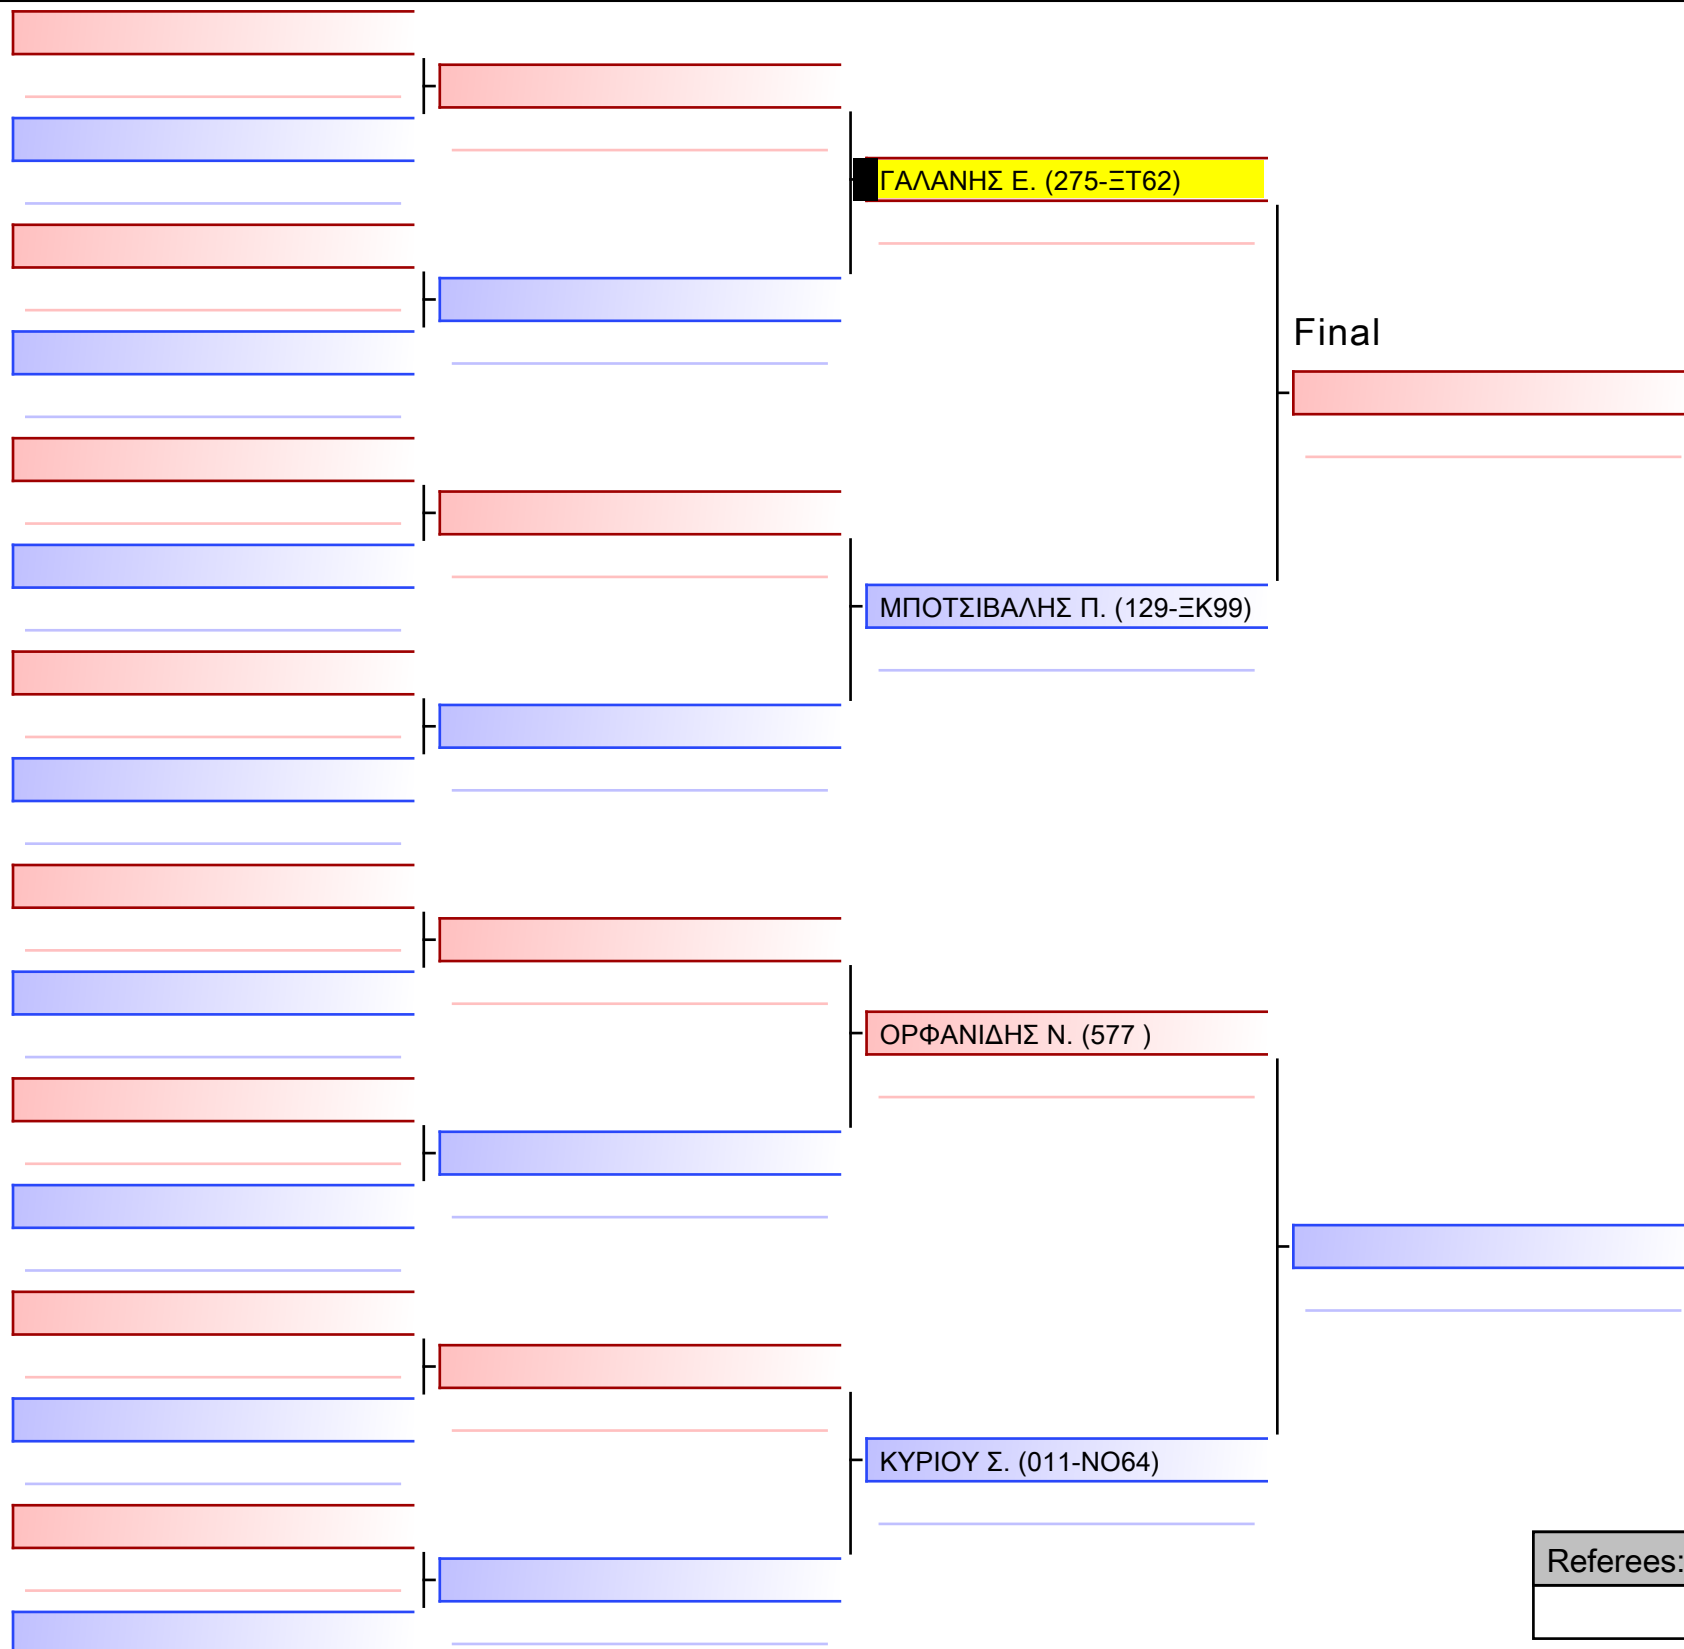 ΓΑΛΑΝΗΣ Ε. (275-ΞΤ62)
Final
ΜΠΟΤΣΙΒΑΛΗΣ Π. (129-ΞΚ99)
ΟΡΦΑΝΙΔΗΣ Ν. (577 )
ΚΥΡΙΟΥ Σ. (011-ΝΟ64)
Referees: